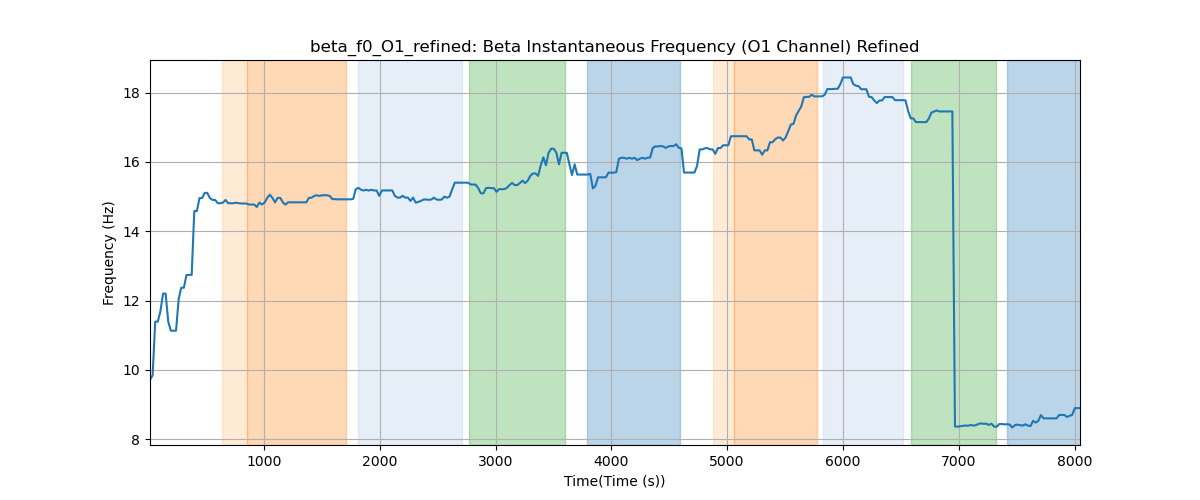 beta_f0_O1_refined: Beta Instantaneous Frequency (O1 Channel) Refined
Frequency (Hz)
18
16
14
12
10
8
1000 2000 3000 4000 5000 6000 7000 8000
Time(Time (s))